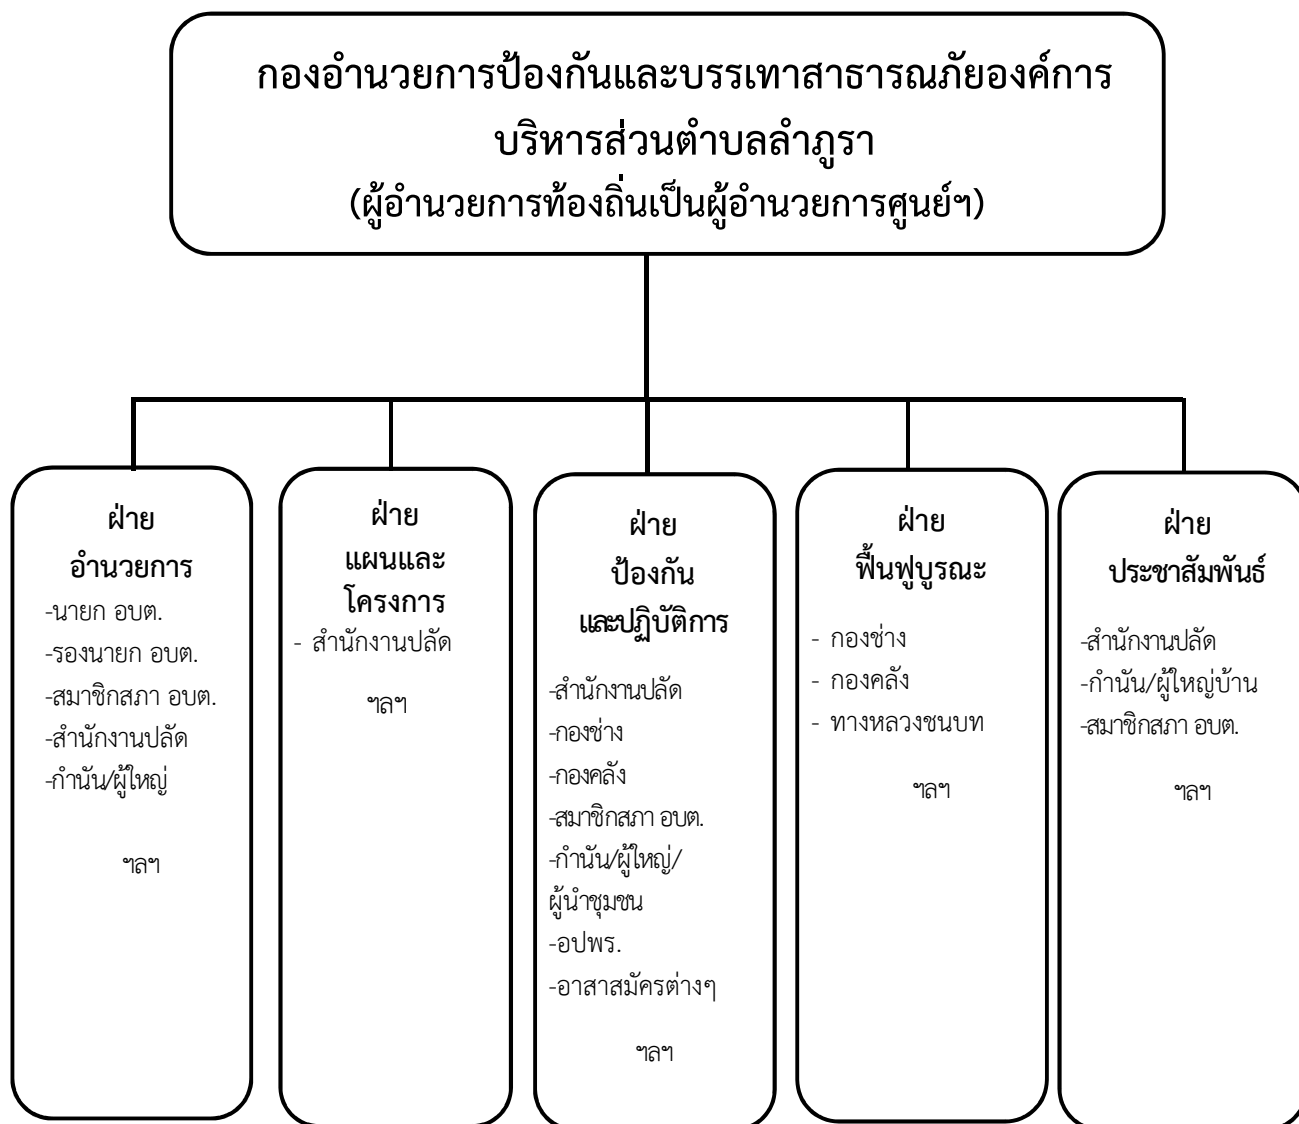 กองอำนวยการป้องกันและบรรเทาสาธารณภัยองค์การ
บริหารส่วนตำบลลำภูรา
(ผู้อำนวยการท้องถิ่นเป็นผู้อำนวยการศูนย์ฯ)
ฝ่าย
อำนวยการ
-นายก อบต.
-รองนายก อบต.
-สมาชิกสภา อบต.
-สำนักงานปลัด
-กำนัน/ผู้ใหญ่
ฯลฯ
ฝ่าย
แผนและ
โครงการ
- สำนักงานปลัด
ฯลฯ
ฝ่าย
ป้องกัน
และปฏิบัติการ
-สำนักงานปลัด
-กองช่าง
-กองคลัง
-สมาชิกสภา อบต.
-กำนัน/ผู้ใหญ่/
ผู้นำชุมชน
-อปพร.
-อาสาสมัครต่างๆ
ฯลฯ
ฝ่าย
ฟื้นฟูบูรณะ
- กองช่าง
- กองคลัง
- ทางหลวงชนบท
ฯลฯ
ฝ่าย
ประชาสัมพันธ์
-สำนักงานปลัด
-กำนัน/ผู้ใหญ่บ้าน
-สมาชิกสภา อบต.
ฯลฯ